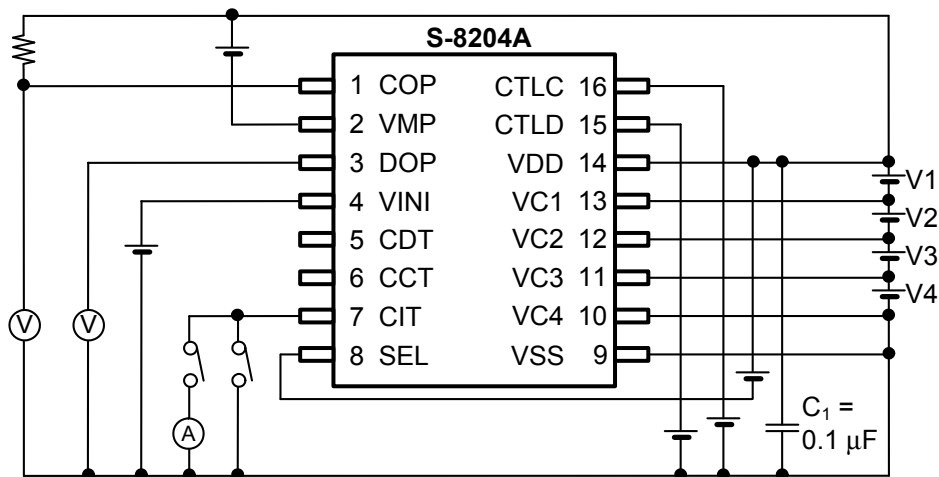 S-8204A
1 COP
CTLC 16
2 VMP
CTLD 15
3 DOP
VDD 14
V1
4 VINI
VC1 13
V2
5 CDT
VC2 12
V3
6 CCT
VC3 11
V4
7 CIT
VC4 10
V
V
8 SEL
VSS 9
A
C₁ =
0.1 μF